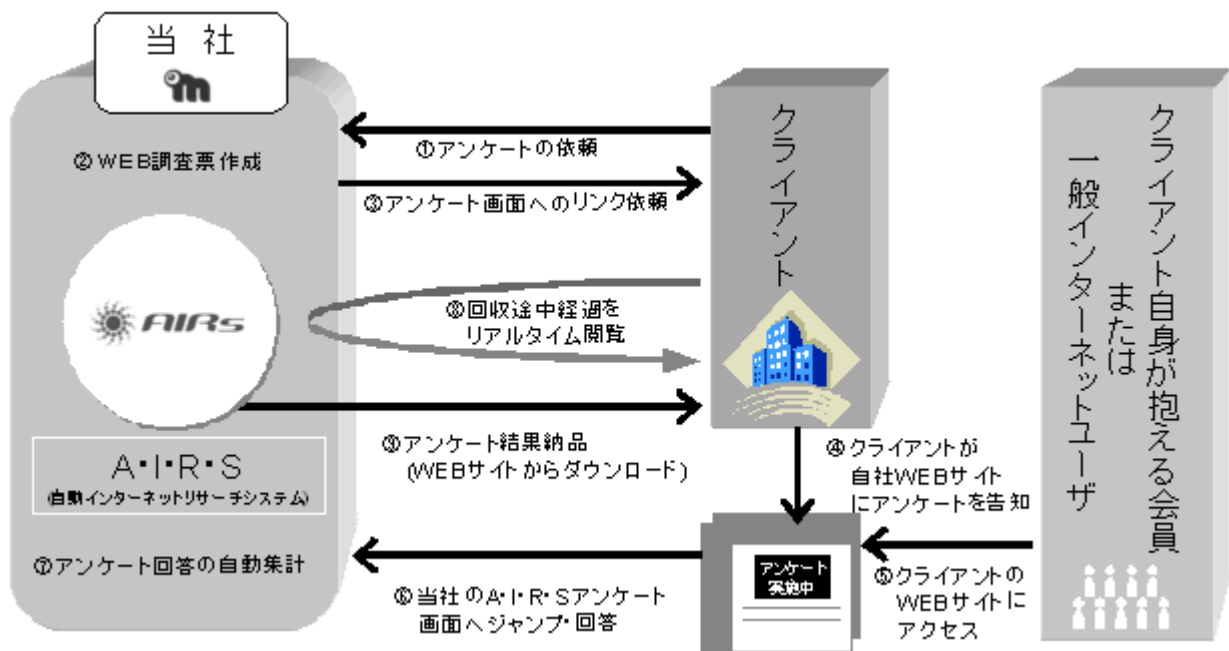 当 社
m
②WEB調査票作成
AIRs
A・I・R・S
(自動インターネットリサーチシステム)
⑦アンケート回答の自動集計
①アンケートの依頼
③アンケート画面へのリンク依頼
⑧回収途中経過を
リアルタイム閲覧
⑨アンケート結果納品
(WEBサイトからダウンロード)
⑥当社のA・I・R・Sアンケート
画面へジャンプ・回答
クライアント
④クライアントが
自社WEBサイト
にアンケートを告知
アンケート
実施中
⑤クライアントの
WEBサイトに
アクセス
クライアント自身が抱える会員
または
一般インターネットユーザ